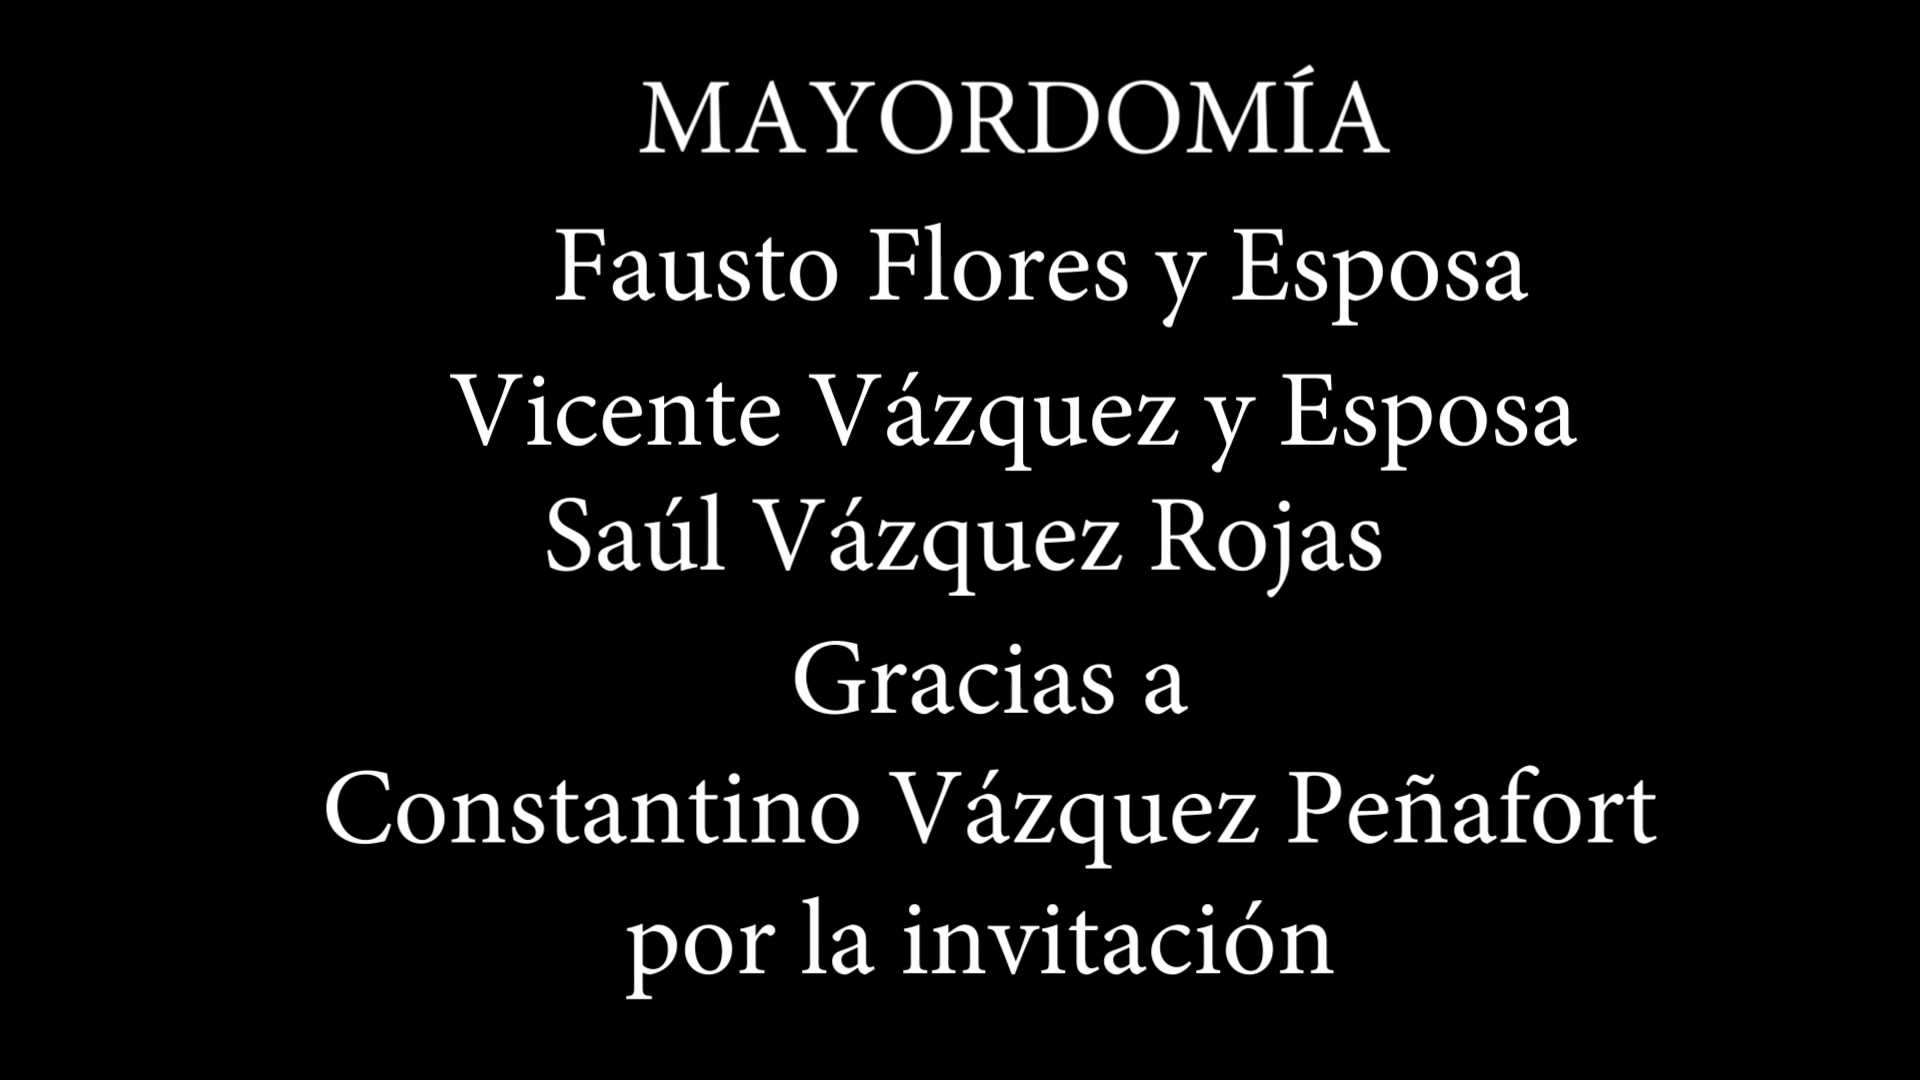 MAYORDOMÍA
Fausto Flores y Esposa
Vicente Vázquez y Esposa
Saúl Vázquez Rojas
Gracias a
Constantino Vázquez Peñafort
por la invitación